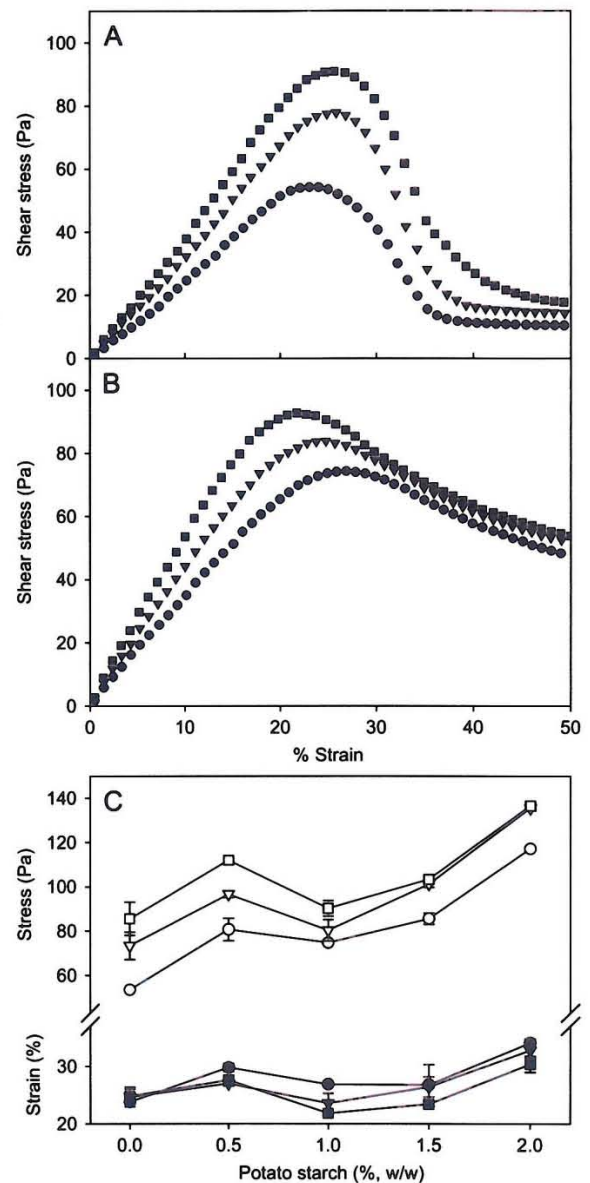 A
Shear stress (Pa)
100
80
60
40
20
0
B
Shear stress (Pa)
100
80
60
40
20
0
0 10 20 30 40 50
% Strain
C
Stress (Pa)
140
120
100
80
60
Strain (%)
30
20
0.0 0.5 1.0 1.5 2.0
Potato starch (%, w/w)